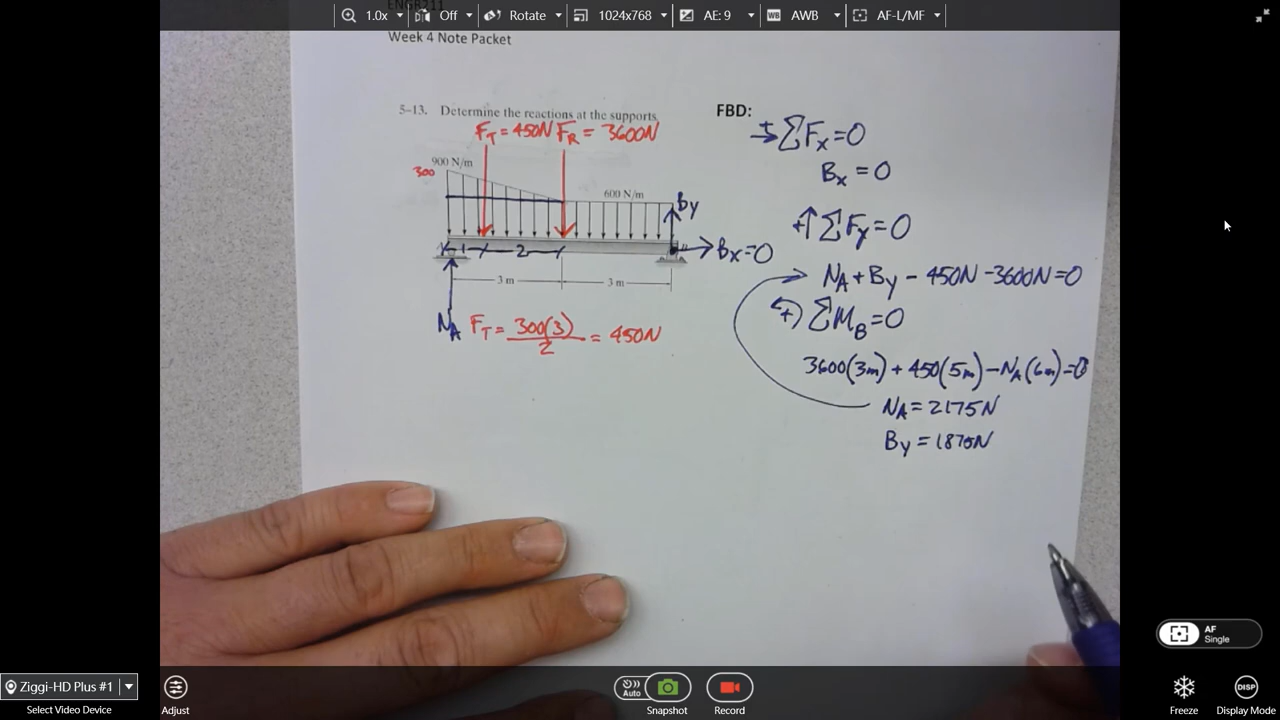 ENGR211
1.0x
Off
Rotate
1024x768
AE: 9
WB
AWB
AF-L/MF
Week 4 Note Packet
5–13. Determine the reactions at the supports.
FBD:
F_T = 450N F_R = 3600N
900 N/m
300
600 N/m
By
Bx=0
1
2
3 m
3 m
N_A
F_T = 300(3)/2 = 450N
→+ ΣFx=0
Bx = 0
+↑ ΣFy=0
N_A + By - 450N - 3600N = 0
+) ΣM_B=0
3600(3m) + 450(5m) - N_A(6m) = 0
N_A = 2175N
By = 1875N
AF
Single
Ziggi-HD Plus #1
Select Video Device
Adjust
Auto
Snapshot
Record
Freeze
DISP
Display Mode